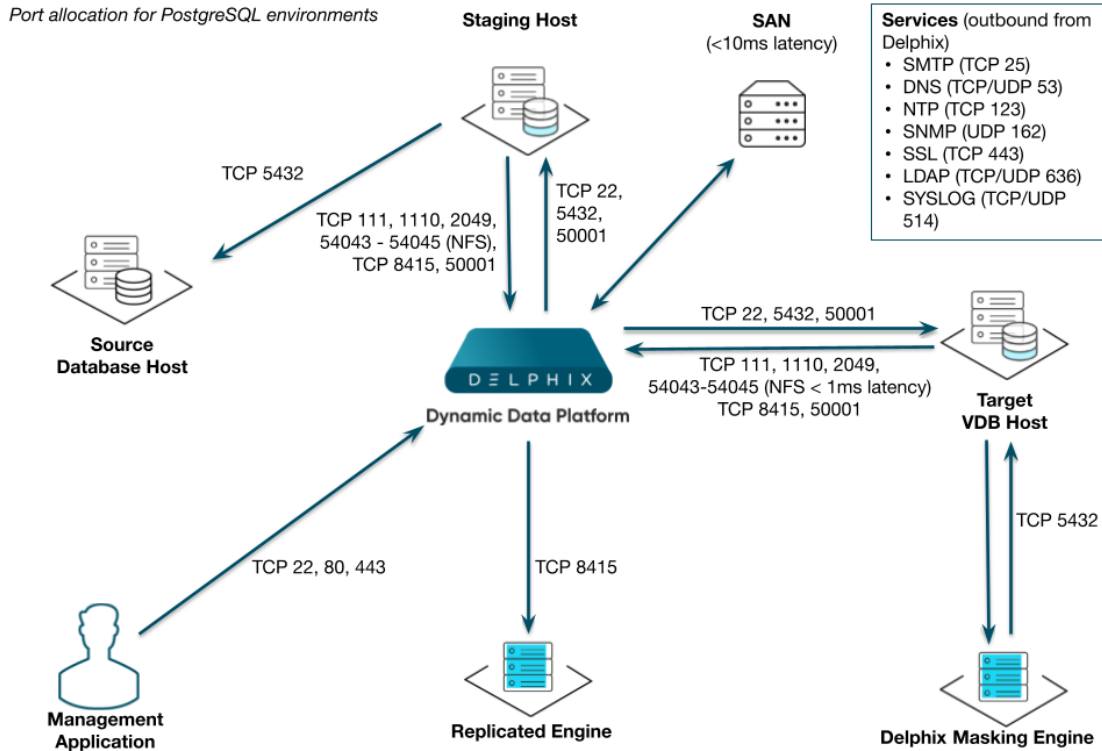 Port allocation for PostgreSQL environments
Staging Host
SAN
(<10ms latency)
Services (outbound from
Delphix)
• SMTP (TCP 25)
• DNS (TCP/UDP 53)
• NTP (TCP 123)
• SNMP (UDP 162)
• SSL (TCP 443)
• LDAP (TCP/UDP 636)
• SYSLOG (TCP/UDP
514)
TCP 5432
TCP 111, 1110, 2049,
54043 - 54045 (NFS),
TCP 8415, 50001
TCP 22,
5432,
50001
Source
Database Host
DELPHIX
Dynamic Data Platform
TCP 22, 5432, 50001
TCP 111, 1110, 2049,
54043-54045 (NFS < 1ms latency)
TCP 8415, 50001
Target
VDB Host
TCP 22, 80, 443
TCP 8415
TCP 5432
Management
Application
Replicated Engine
Delphix Masking Engine